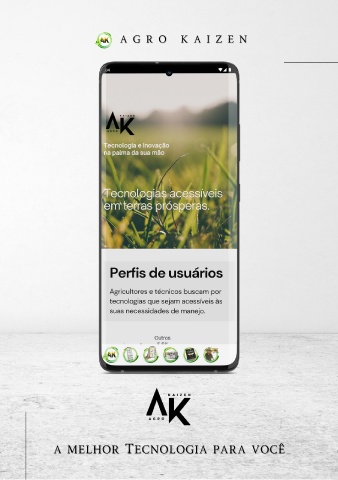 AGRO KAIZEN
AK
KAIZEN
AGRO
Tecnologia e inovação
na palma da sua mão
Tecnologias acessíveis
em terras prósperas.
Perfis de usuários
Agricultores e técnicos buscam por
tecnologias que sejam acessíveis às
suas necessidades de manejo.
Outros
KAIZEN
AK
AGRO
A MELHOR TECNOLOGIA PARA VOCÊ